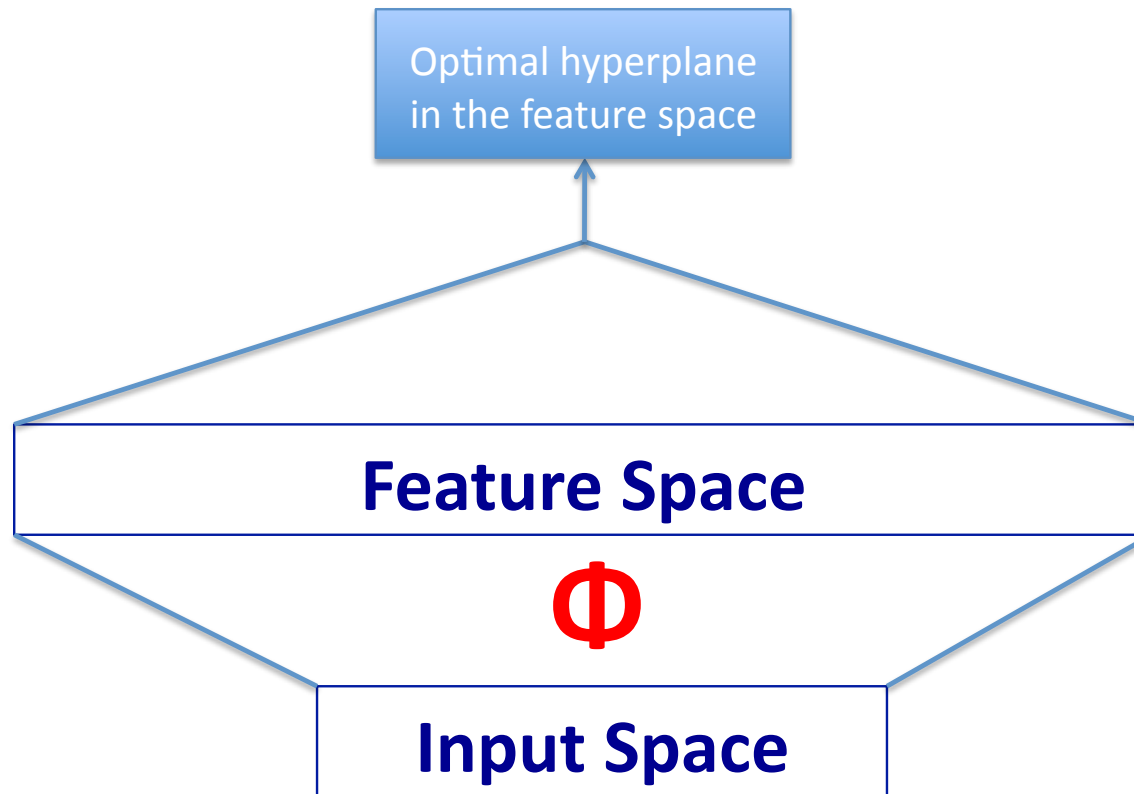 Optimal hyperplane
in the feature space
Feature Space
Φ
Input Space